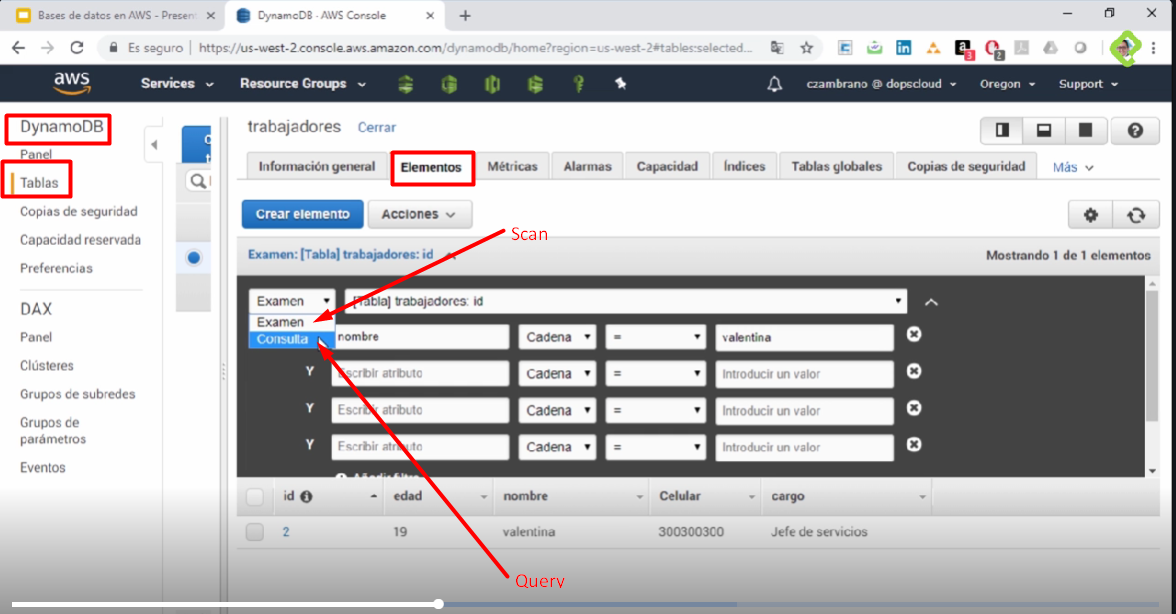 Bases de datos en AWS - Present
DynamoDB · AWS Console
Es seguro
https://us-west-2.console.aws.amazon.com/dynamodb/home?region=us-west-2#tables:selected...
3
2
aws
Services
Resource Groups
czambrano @ dopscloud
Oregon
Support
DynamoDB
Panel
Tablas
Copias de seguridad
Capacidad reservada
Preferencias
DAX
Panel
Clústeres
Grupos de subredes
Grupos de
parámetros
Eventos
trabajadores
Cerrar
Información general
Elementos
Métricas
Alarmas
Capacidad
Índices
Tablas globales
Copias de seguridad
Más
Crear elemento
Acciones
Scan
Examen: [Tabla] trabajadores: id
Mostrando 1 de 1 elementos
Examen
[Tabla] trabajadores: id
Examen
Consulta
nombre
Cadena
=
valentina
Y
Escribir atributo
Cadena
=
Introducir un valor
Y
Escribir atributo
Cadena
=
Introducir un valor
Y
Escribir atributo
Cadena
=
Introducir un valor
Añadir filtro
id
edad
nombre
Celular
cargo
2
19
valentina
300300300
Jefe de servicios
Query